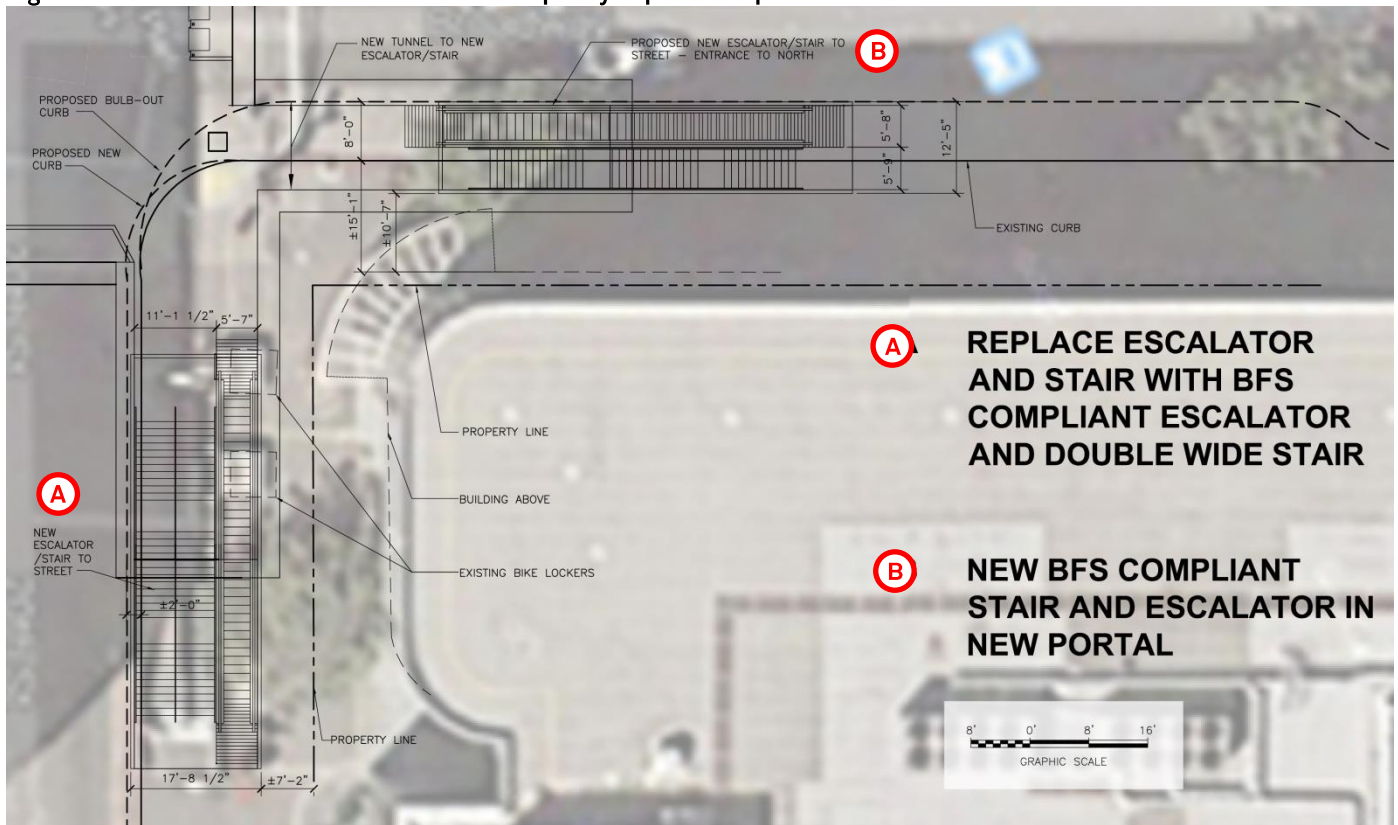 NEW TUNNEL TO NEW
ESCALATOR/STAIR
PROPOSED NEW ESCALATOR/STAIR TO
STREET – ENTRANCE TO NORTH
B
PROPOSED BULB-OUT
CURB
PROPOSED NEW
CURB
8'-0"
5'-8"
12'-5"
5'-9"
±15'-1"
±10'-7"
EXISTING CURB
11'-1 1/2"
5'-7"
PROPERTY LINE
BUILDING ABOVE
EXISTING BIKE LOCKERS
A
NEW
ESCALATOR
/STAIR TO
STREET
±2'-0"
PROPERTY LINE
17'-8 1/2"
±7'-2"
A
REPLACE ESCALATOR
AND STAIR WITH BFS
COMPLIANT ESCALATOR
AND DOUBLE WIDE STAIR
B
NEW BFS COMPLIANT
STAIR AND ESCALATOR IN
NEW PORTAL
8' 0' 8' 16'
GRAPHIC SCALE